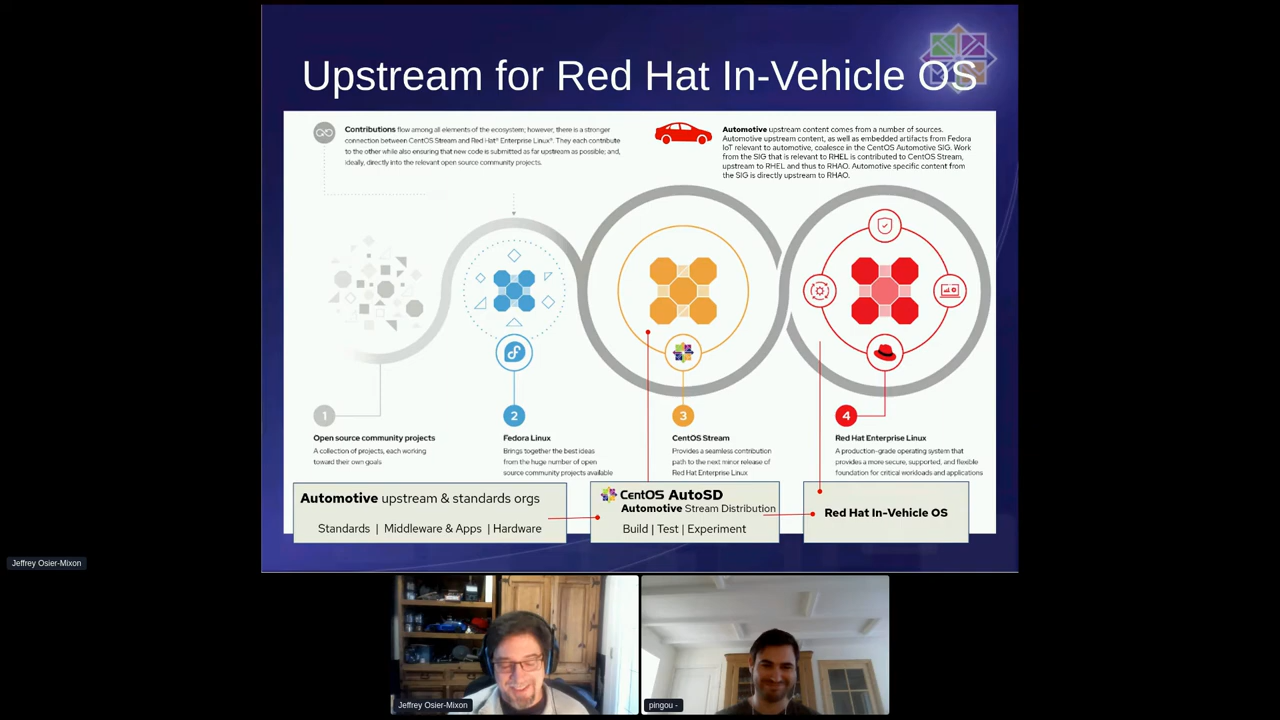 Upstream for Red Hat In-Vehicle OS
Contributions flow among all elements of the ecosystem; however, there is a stronger
connection between CentOS Stream and Red Hat® Enterprise Linux®. They each contribute
to the other while also ensuring that new code is submitted as far upstream as possible; and,
ideally, directly into the relevant open source community projects.
Automotive upstream content comes from a number of sources.
Automotive upstream content, as well as embedded artifacts from Fedora
IoT relevant to automotive, coalesce in the CentOS Automotive SIG. Work
from the SIG that is relevant to RHEL is contributed to CentOS Stream,
upstream to RHEL and thus to RHAO. Automotive specific content from
the SIG is directly upstream to RHAO.
1
Open source community projects
A collection of projects, each working
toward their own goals
2
Fedora Linux
Brings together the best ideas
from the huge number of open
source community projects available
3
CentOS Stream
Provides a seamless contribution
path to the next minor release of
Red Hat Enterprise Linux
4
Red Hat Enterprise Linux
A production-grade operating system that
provides a more secure, supported, and flexible
foundation for critical workloads and applications
Automotive upstream & standards orgs
Standards | Middleware & Apps | Hardware
CentOS AutoSD
Automotive Stream Distribution
Build | Test | Experiment
Red Hat In-Vehicle OS
Jeffrey Osier-Mixon
Jeffrey Osier-Mixon
pingou -